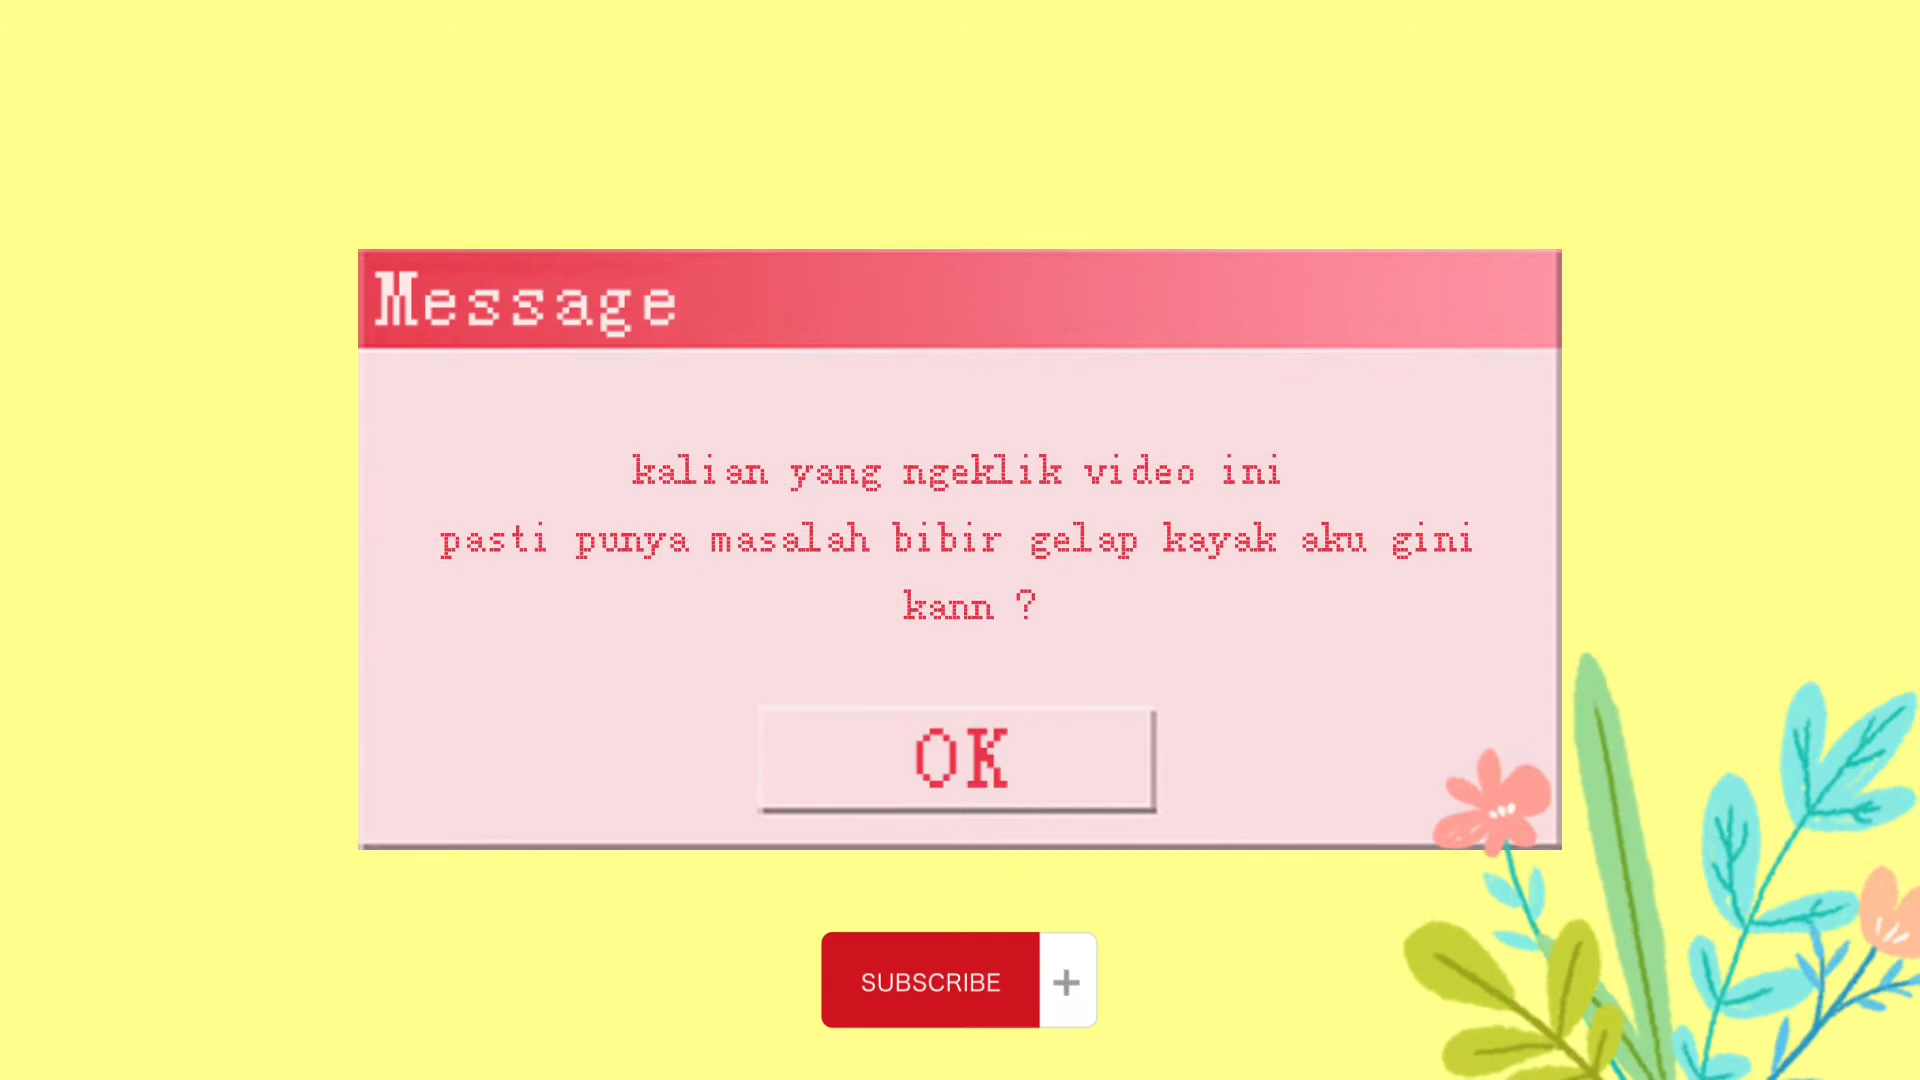 Message
kalian yang ngeklik video ini
pasti punya masalah bibir gelap kayak aku gini
kann ?
OK
SUBSCRIBE +